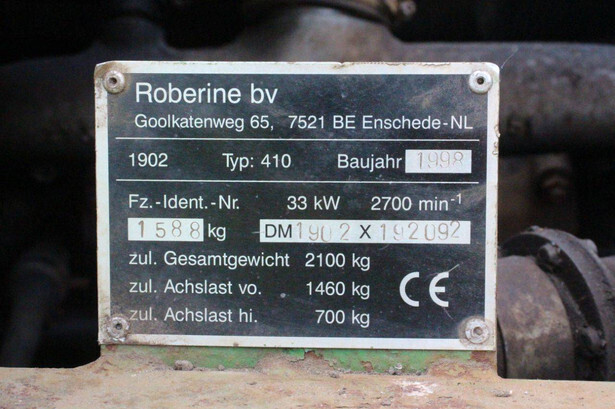 Roberine bv
Goolkatenweg 65, 7521 BE Enschede-NL
1902 Typ: 410 Baujahr 1998
Fz.-Ident.-Nr. 33 kW 2700 min-1
1588 kg DM1902 X 192092
zul. Gesamtgewicht 2100 kg
zul. Achslast vo. 1460 kg
zul. Achslast hi. 700 kg
CE